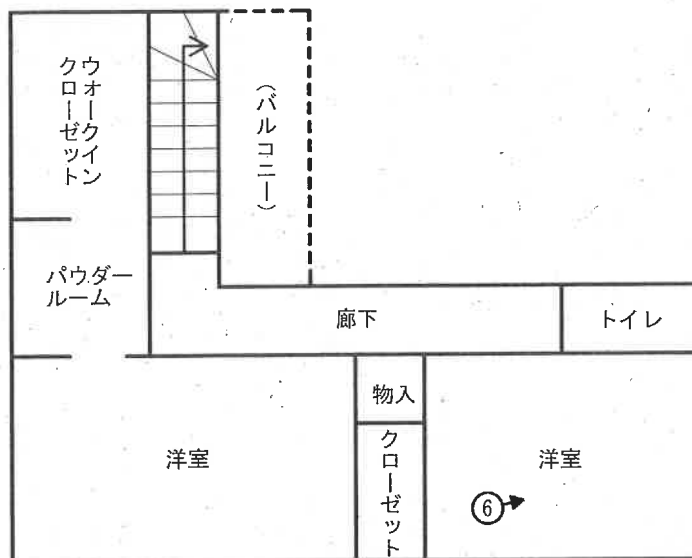 ウォークイン
クローゼット
（バルコニー）
パウダー
ルーム
廊下
トイレ
物入
洋室
クローゼット
洋室
⑥